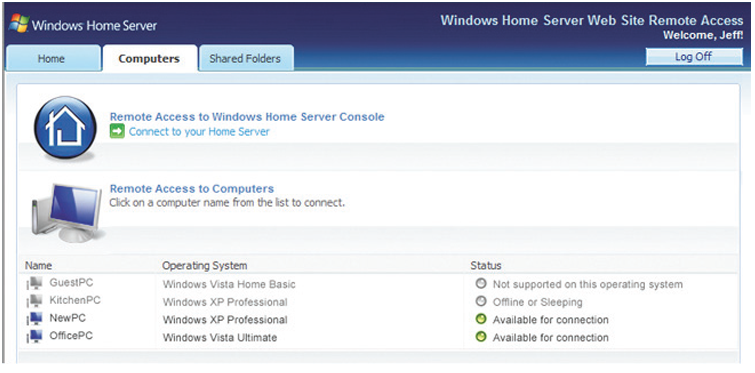 Windows Home Server
Windows Home Server Web Site Remote Access
Welcome, Jeff!
Home
Computers
Shared Folders
Log Off
Remote Access to Windows Home Server Console
Connect to your Home Server
Remote Access to Computers
Click on a computer name from the list to connect.
Name Operating System Status
GuestPC Windows Vista Home Basic Not supported on this operating system
KitchenPC Windows XP Professional Offline or Sleeping
NewPC Windows XP Professional Available for connection
OfficePC Windows Vista Ultimate Available for connection